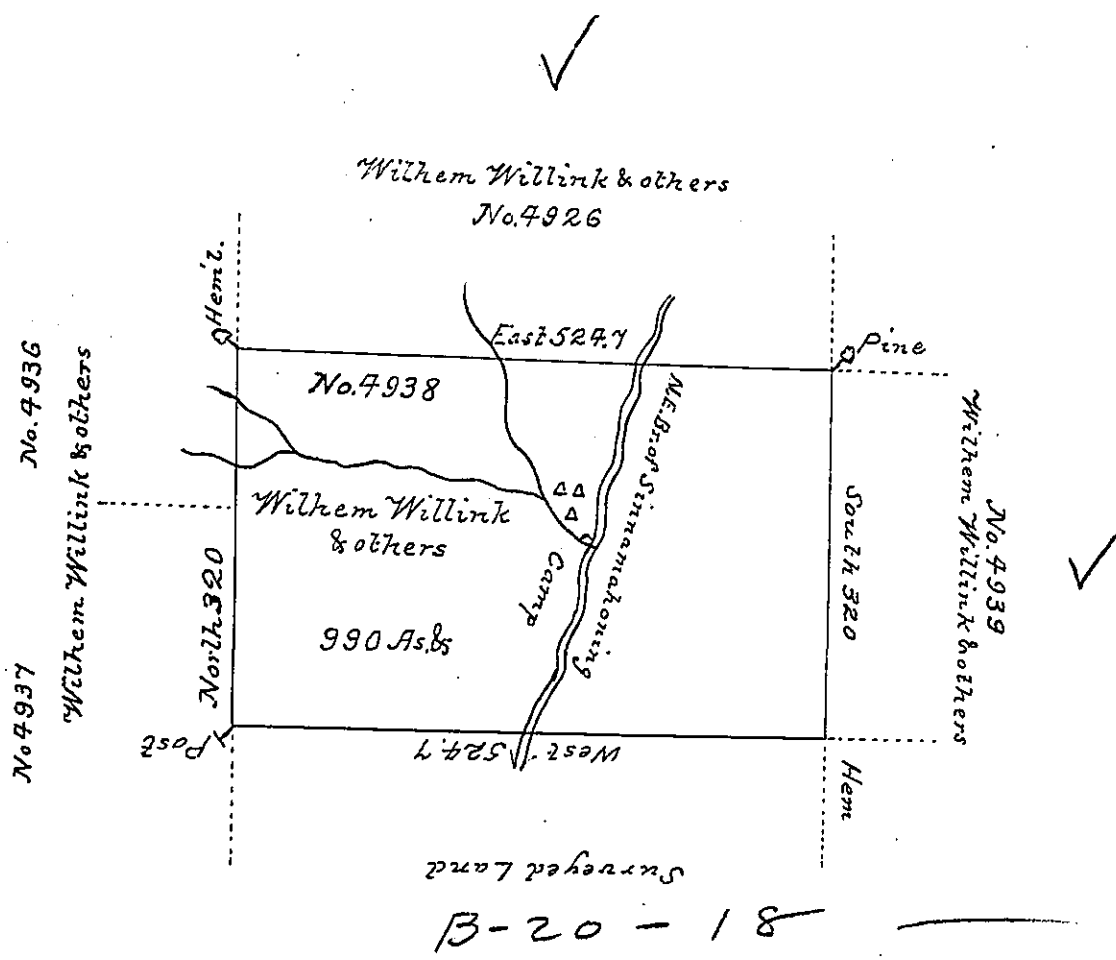 Wilhem Willink & others
No. 4926
Hem'l.
East 524.7
Pine
No. 4936
Wilhem Willink & others
No 4937
No. 4938
N.E. Br. of Sinnamahoning
Wilhem Willink
& others
Camp
North 320
990 As. &
South 320
No. 4939
Wilhem Willink & others
Post
West 524.7
Hem
Surveyed Land
B-20-18